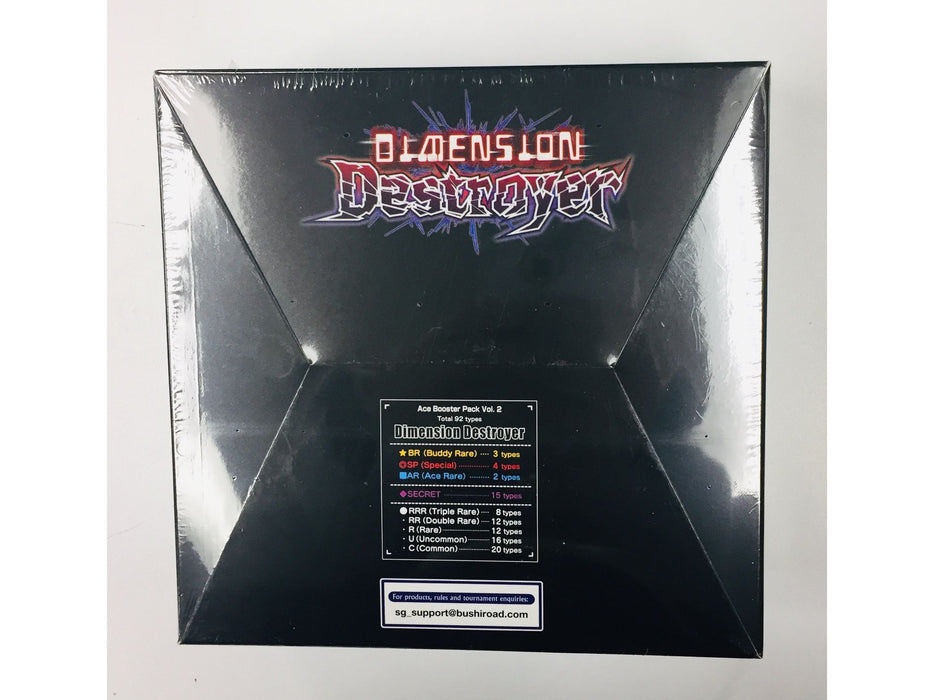 DIMENSION
Destroyer
Ace Booster Pack Vol. 2
Total 92 types
Dimension Destroyer
★BR (Buddy Rare) ···· 3 types
SP (Special) ·············· 4 types
AR (Ace Rare) ········· 2 types
◆SECRET ···················· 15 types
●RRR (Triple Rare) ···· 8 types
· RR (Double Rare) ···· 12 types
· R (Rare) ···················· 12 types
· U (Uncommon) ········· 16 types
· C (Common) ············· 20 types
For products, rules and tournament enquiries:
sg_support@bushiroad.com